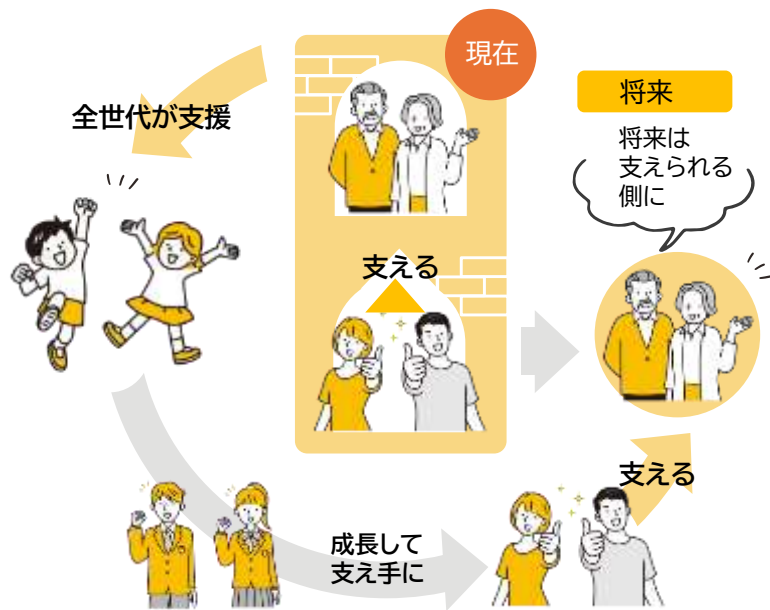 現在
全世代が支援
支える
将来
将来は
支えられる
側に
支える
成長して
支え手に